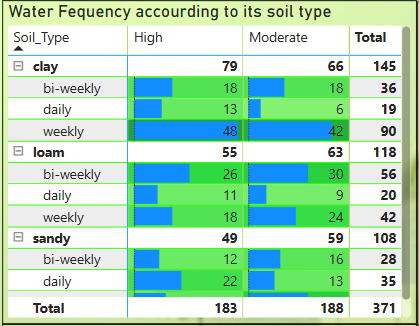 Water Fequency accourding to its soil type
Soil_Type High Moderate Total
clay 79 66 145
bi-weekly 18 18 36
daily 13 6 19
weekly 48 42 90
loam 55 63 118
bi-weekly 26 30 56
daily 11 9 20
weekly 18 24 42
sandy 49 59 108
bi-weekly 12 16 28
daily 22 13 35
Total 183 188 371